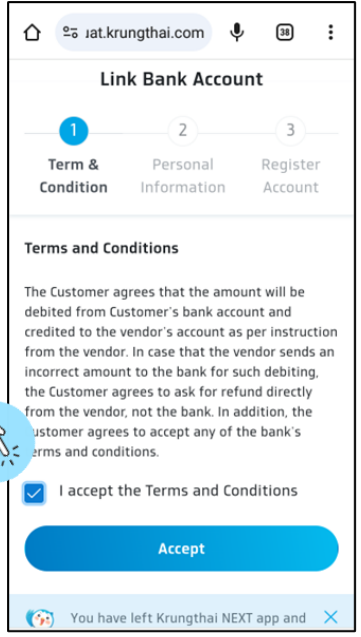 uat.krungthai.com
38
Link Bank Account
1
2
3
Term &
Condition
Personal
Information
Register
Account
Terms and Conditions
The Customer agrees that the amount will be
debited from Customer's bank account and
credited to the vendor's account as per instruction
from the vendor. In case that the vendor sends an
incorrect amount to the bank for such debiting,
the Customer agrees to ask for refund directly
from the vendor, not the bank. In addition, the
Customer agrees to accept any of the bank's
terms and conditions.
I accept the Terms and Conditions
Accept
You have left Krungthai NEXT app and